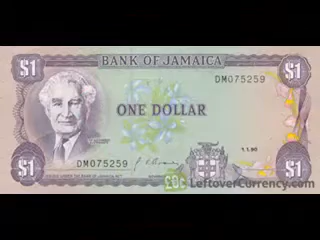 BANK OF JAMAICA
$1
$1
DM075259
ONE DOLLAR
1.1.90
DM075259
$1
$1
LeftoverCurrency.com